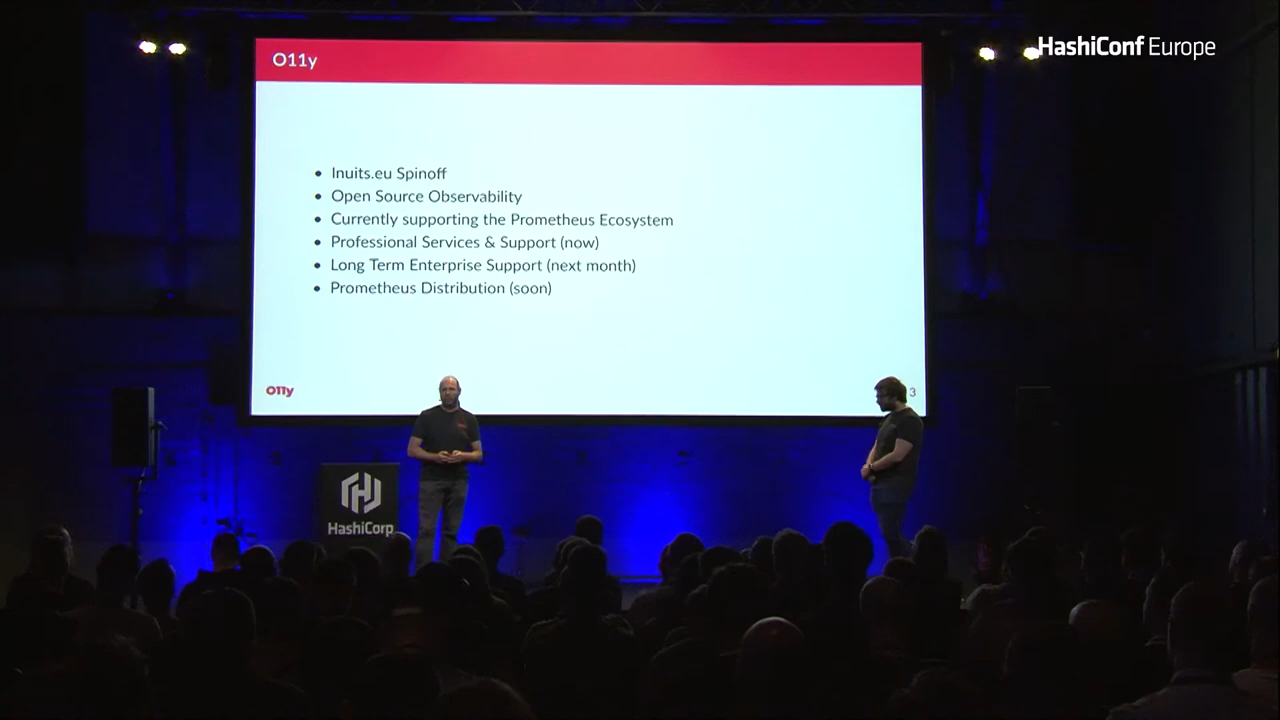 HashiConf Europe
O11y
• Inuits.eu Spinoff
• Open Source Observability
• Currently supporting the Prometheus Ecosystem
• Professional Services & Support (now)
• Long Term Enterprise Support (next month)
• Prometheus Distribution (soon)
O11y
3
HashiCorp